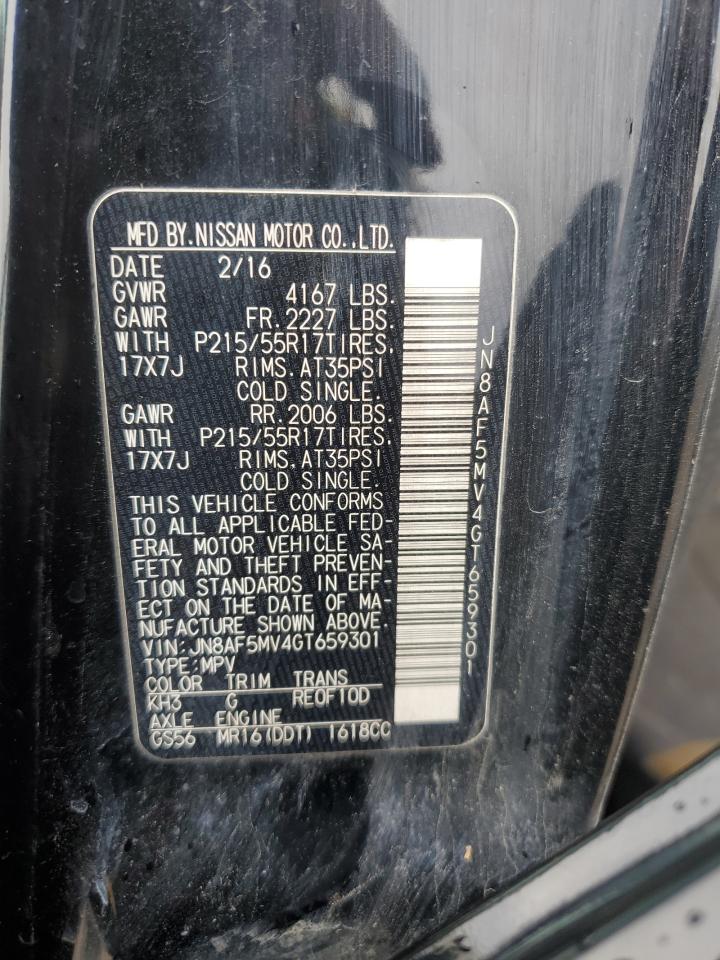 MFD BY.NISSAN MOTOR CO.,LTD.
DATE 2/16
GVWR 4167 LBS.
GAWR FR.2227 LBS.
WITH P215/55R17TIRES,
17X7J RIMS,AT35PSI
COLD SINGLE.
GAWR RR.2006 LBS.
WITH P215/55R17TIRES,
17X7J RIMS,AT35PSI
COLD SINGLE.
THIS VEHICLE CONFORMS
TO ALL APPLICABLE FED-
ERAL MOTOR VEHICLE SA-
FETY AND THEFT PREVEN-
TION STANDARDS IN EFF-
ECT ON THE DATE OF MA-
NUFACTURE SHOWN ABOVE.
VIN:JN8AF5MV4GT659301
TYPE:MPV
COLOR TRIM TRANS
KH3 G RE0F10D
AXLE ENGINE
GS56 MR16(DDT) 1618CC
JN8AF5MV4GT659301